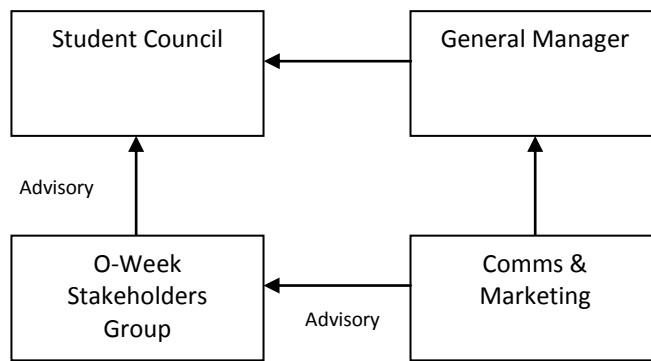 Student Council
General Manager
Advisory
O-Week
Stakeholders
Group
Advisory
Comms &
Marketing